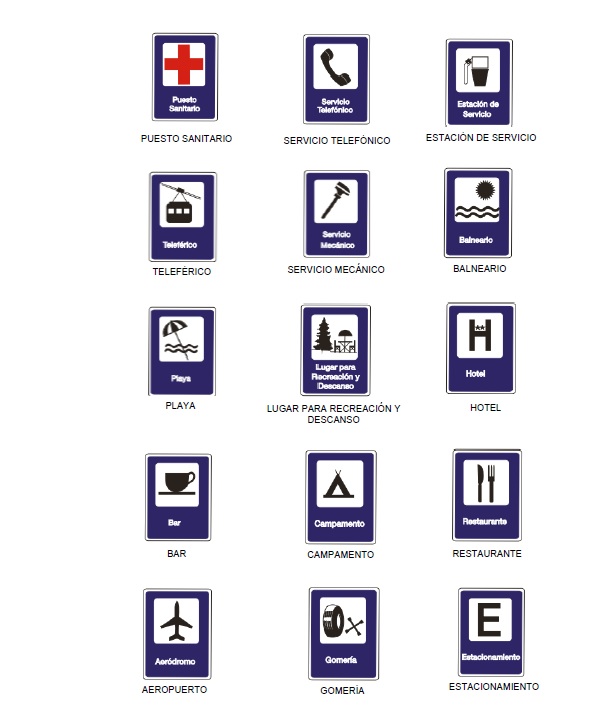 Puesto
Sanitario
PUESTO SANITARIO
Servicio
Telefónico
SERVICIO TELEFÓNICO
Estación de
Servicio
ESTACIÓN DE SERVICIO
Teleférico
TELEFÉRICO
Servicio
Mecánico
SERVICIO MECÁNICO
Balneario
BALNEARIO
Playa
PLAYA
Lugar para
Recreación y
Descanso
LUGAR PARA RECREACIÓN Y
DESCANSO
H
Hotel
HOTEL
Bar
BAR
Campamento
CAMPAMENTO
Restaurante
RESTAURANTE
Aeródromo
AEROPUERTO
Gomería
GOMERÍA
E
Estacionamiento
ESTACIONAMIENTO